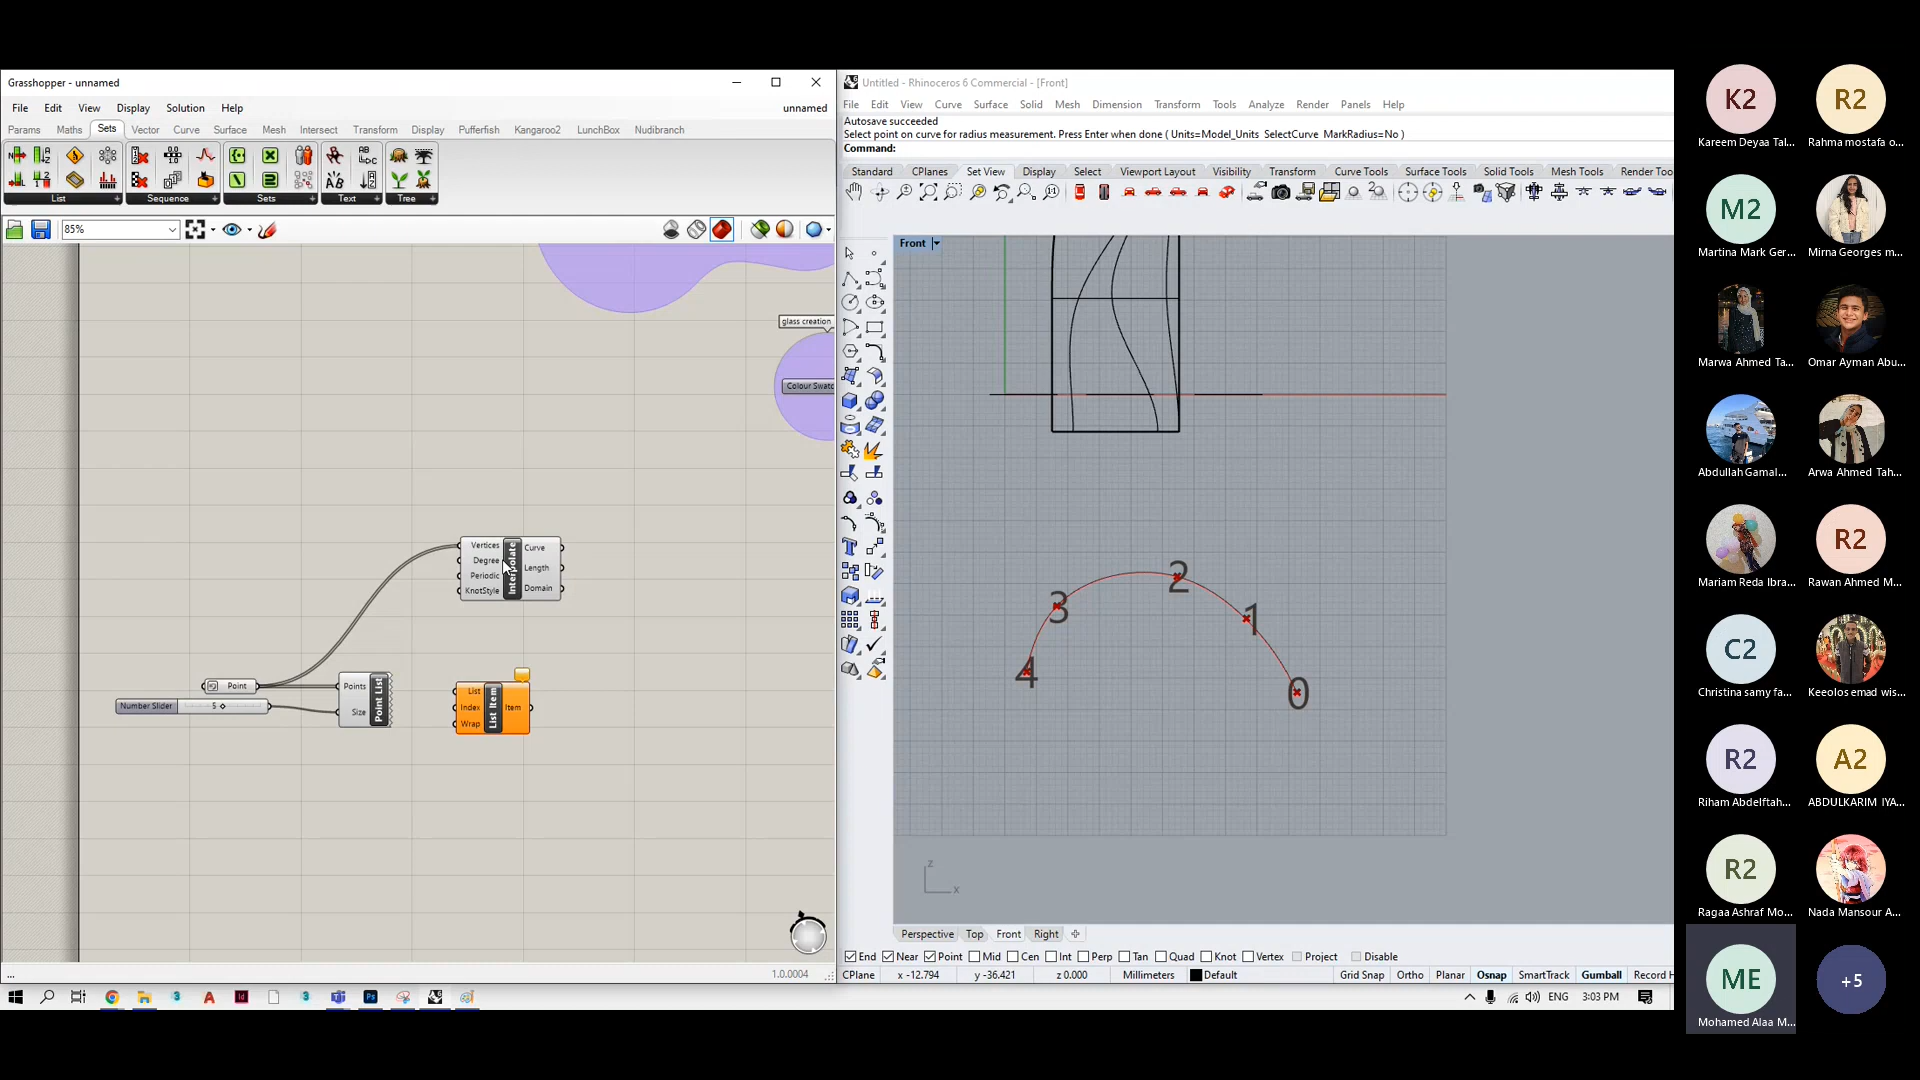 Grasshopper - unnamed
File Edit View Display Solution Help unnamed
Params Maths Sets Vector Curve Surface Mesh Intersect Transform Display Pufferfish Kangaroo2 LunchBox Nudibranch
List Sequence Sets Text Tree
85%
glass creation
Colour Swatc
Vertices
Degree
Periodic
KnotStyle
Interpolate
Curve
Length
Domain
Point
Number Slider 5
Points
Size
Point List
List
Index
Wrap
List Item
Item
...
1.0.0004
Untitled - Rhinoceros 6 Commercial - [Front]
File Edit View Curve Surface Solid Mesh Dimension Transform Tools Analyze Render Panels Help
Autosave succeeded
Select point on curve for radius measurement. Press Enter when done ( Units=Model_Units SelectCurve MarkRadius=No )
Command:
Standard CPlanes Set View Display Select Viewport Layout Visibility Transform Curve Tools Surface Tools Solid Tools Mesh Tools Render Too
Front
2
3
1
4
0
z
x
Perspective Top Front Right
End Near Point Mid Cen Int Perp Tan Quad Knot Vertex Project Disable
CPlane x -12.794 y -36.421 z 0.000 Millimeters Default Grid Snap Ortho Planar Osnap SmartTrack Gumball Record H
ENG 3:03 PM
K2
Kareem Deyaa Tal...
R2
Rahma mostafa o...
M2
Martina Mark Ger...
Mirna Georges m...
Marwa Ahmed Ta...
Omar Ayman Abu...
Abdullah Gamal...
Arwa Ahmed Tah...
Mariam Reda Ibra...
R2
Rawan Ahmed M...
C2
Christina samy fa...
Keeolos emad wis...
R2
Riham Abdelftah...
A2
ABDULKARIM IYA...
R2
Ragaa Ashraf Mo...
Nada Mansour A...
ME
Mohamed Alaa M...
+5